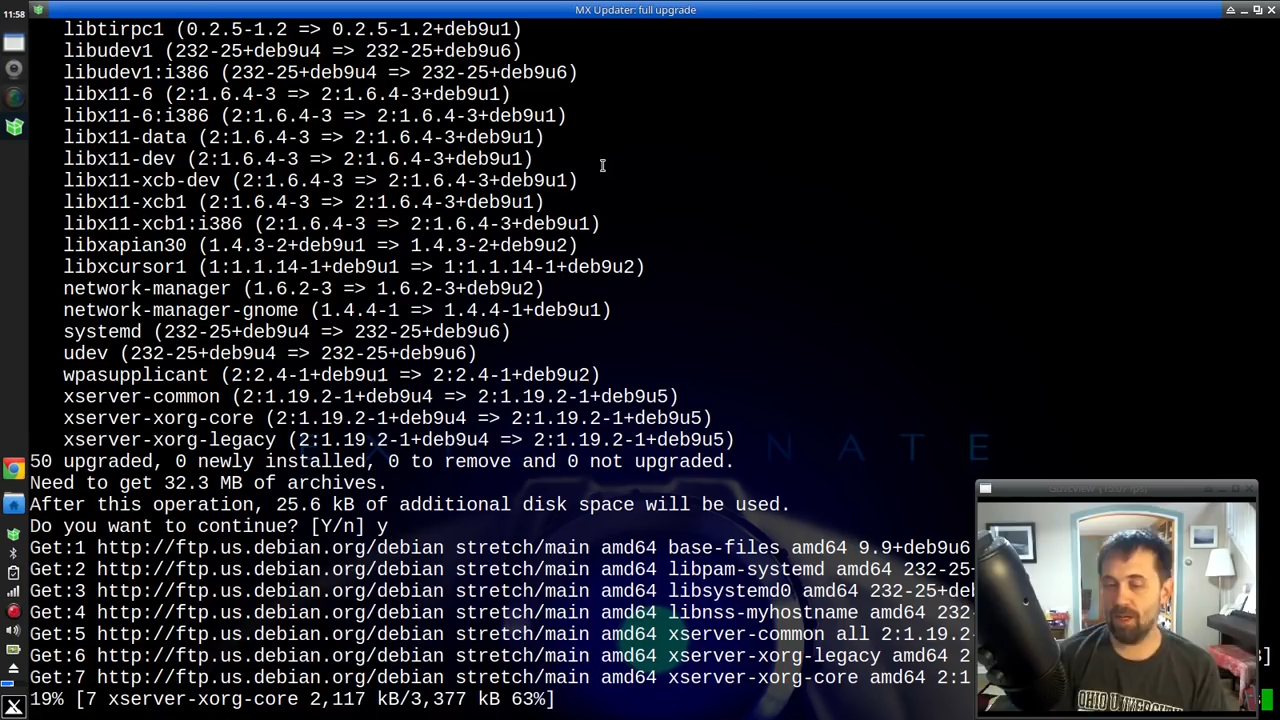 11:58
MX Updater: full upgrade
libtirpc1 (0.2.5-1.2 => 0.2.5-1.2+deb9u1)
libudev1 (232-25+deb9u4 => 232-25+deb9u6)
libudev1:i386 (232-25+deb9u4 => 232-25+deb9u6)
libx11-6 (2:1.6.4-3 => 2:1.6.4-3+deb9u1)
libx11-6:i386 (2:1.6.4-3 => 2:1.6.4-3+deb9u1)
libx11-data (2:1.6.4-3 => 2:1.6.4-3+deb9u1)
libx11-dev (2:1.6.4-3 => 2:1.6.4-3+deb9u1)
libx11-xcb-dev (2:1.6.4-3 => 2:1.6.4-3+deb9u1)
libx11-xcb1 (2:1.6.4-3 => 2:1.6.4-3+deb9u1)
libx11-xcb1:i386 (2:1.6.4-3 => 2:1.6.4-3+deb9u1)
libxapian30 (1.4.3-2+deb9u1 => 1.4.3-2+deb9u2)
libxcursor1 (1:1.1.14-1+deb9u1 => 1:1.1.14-1+deb9u2)
network-manager (1.6.2-3 => 1.6.2-3+deb9u2)
network-manager-gnome (1.4.4-1 => 1.4.4-1+deb9u1)
systemd (232-25+deb9u4 => 232-25+deb9u6)
udev (232-25+deb9u4 => 232-25+deb9u6)
wpasupplicant (2:2.4-1+deb9u1 => 2:2.4-1+deb9u2)
xserver-common (2:1.19.2-1+deb9u4 => 2:1.19.2-1+deb9u5)
xserver-xorg-core (2:1.19.2-1+deb9u4 => 2:1.19.2-1+deb9u5)
xserver-xorg-legacy (2:1.19.2-1+deb9u4 => 2:1.19.2-1+deb9u5)
50 upgraded, 0 newly installed, 0 to remove and 0 not upgraded.
Need to get 32.3 MB of archives.
After this operation, 25.6 kB of additional disk space will be used.
Do you want to continue? [Y/n] y
Get:1 http://ftp.us.debian.org/debian stretch/main amd64 base-files amd64 9.9+deb9u6
Get:2 http://ftp.us.debian.org/debian stretch/main amd64 libpam-systemd amd64 232-25+
Get:3 http://ftp.us.debian.org/debian stretch/main amd64 libsystemd0 amd64 232-25+de
Get:4 http://ftp.us.debian.org/debian stretch/main amd64 libnss-myhostname amd64 232-
Get:5 http://ftp.us.debian.org/debian stretch/main amd64 xserver-common all 2:1.19.2-
Get:6 http://ftp.us.debian.org/debian stretch/main amd64 xserver-xorg-legacy amd64 2
Get:7 http://ftp.us.debian.org/debian stretch/main amd64 xserver-xorg-core amd64 2:1
19% [7 xserver-xorg-core 2,117 kB/3,377 kB 63%]
OHIO UNIVERSITY